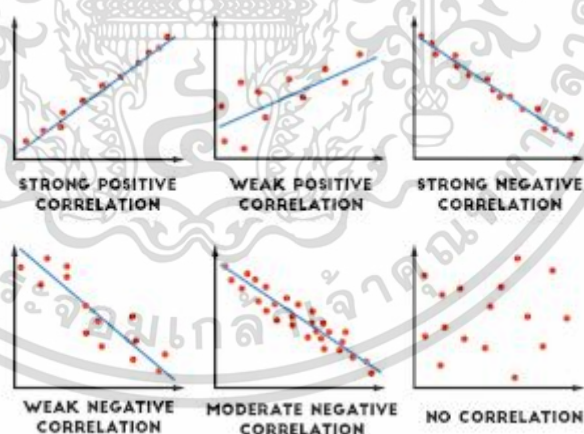 STRONG POSITIVE
CORRELATION
WEAK POSITIVE
CORRELATION
STRONG NEGATIVE
CORRELATION
WEAK NEGATIVE
CORRELATION
MODERATE NEGATIVE
CORRELATION
NO CORRELATION